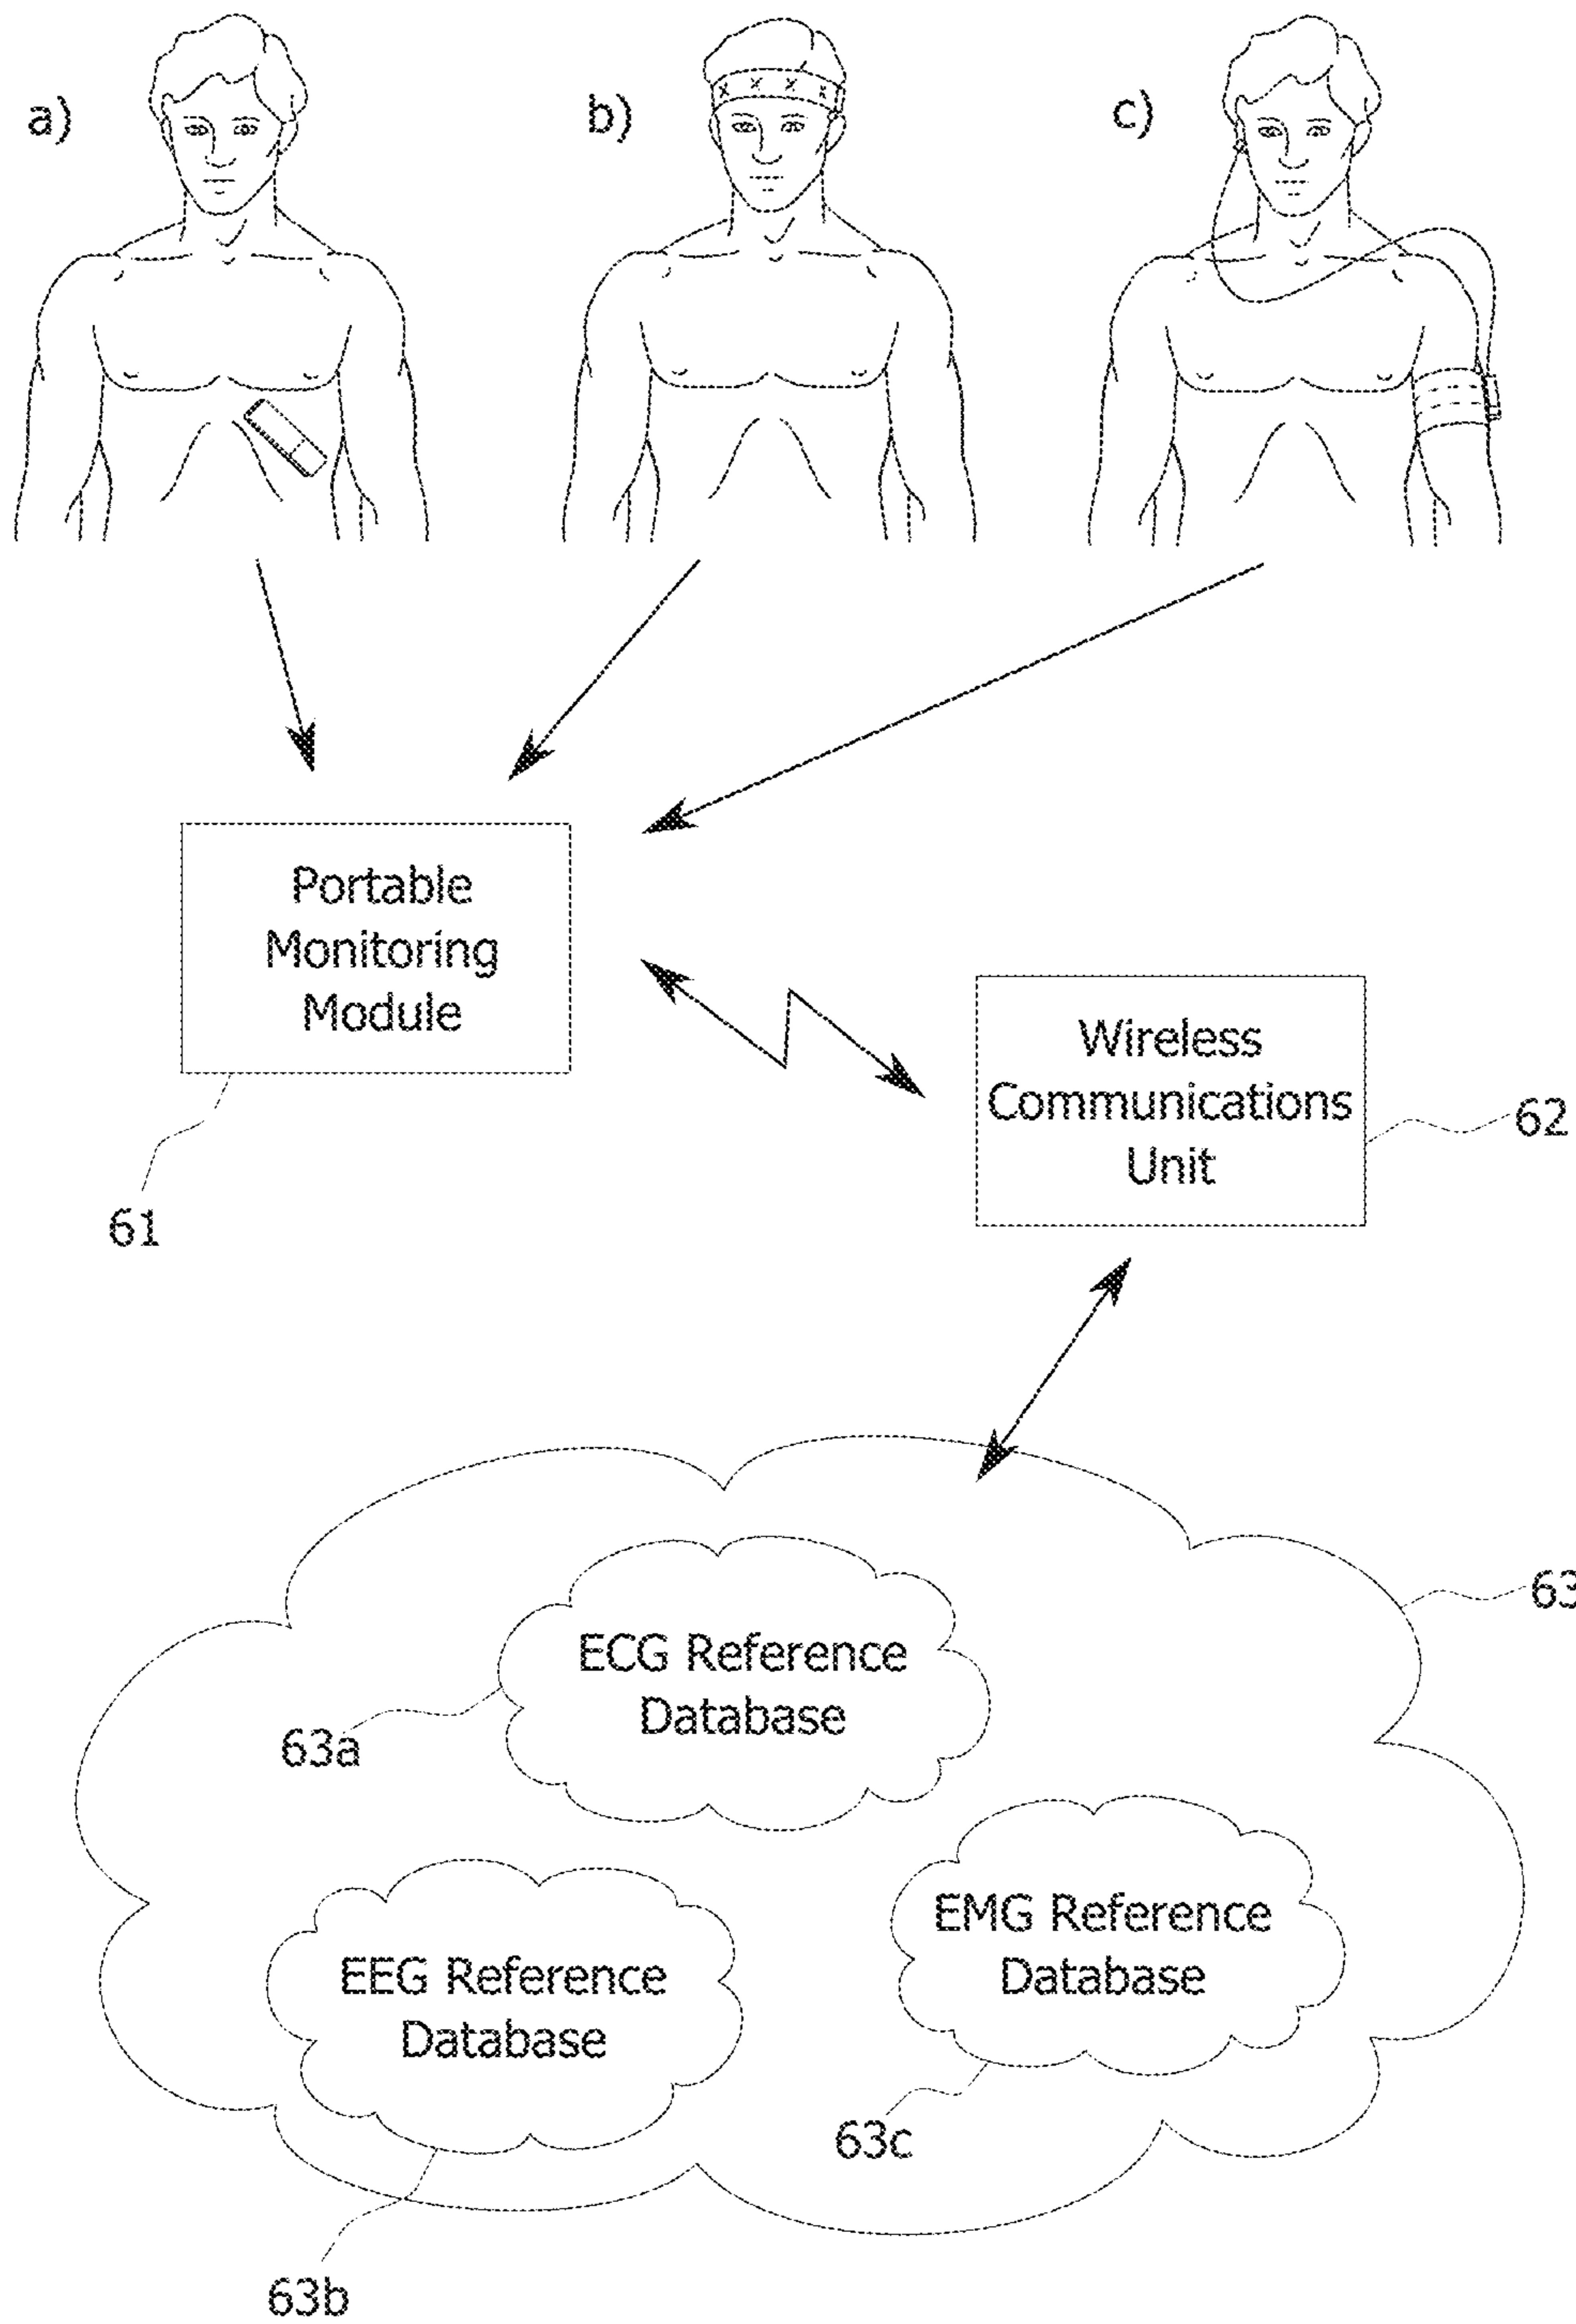 a)
b)
c)
Portable
Monitoring
Module
61
Wireless
Communications
Unit
62
63
ECG Reference
Database
63a
EMG Reference
Database
EEG Reference
Database
63c
63b